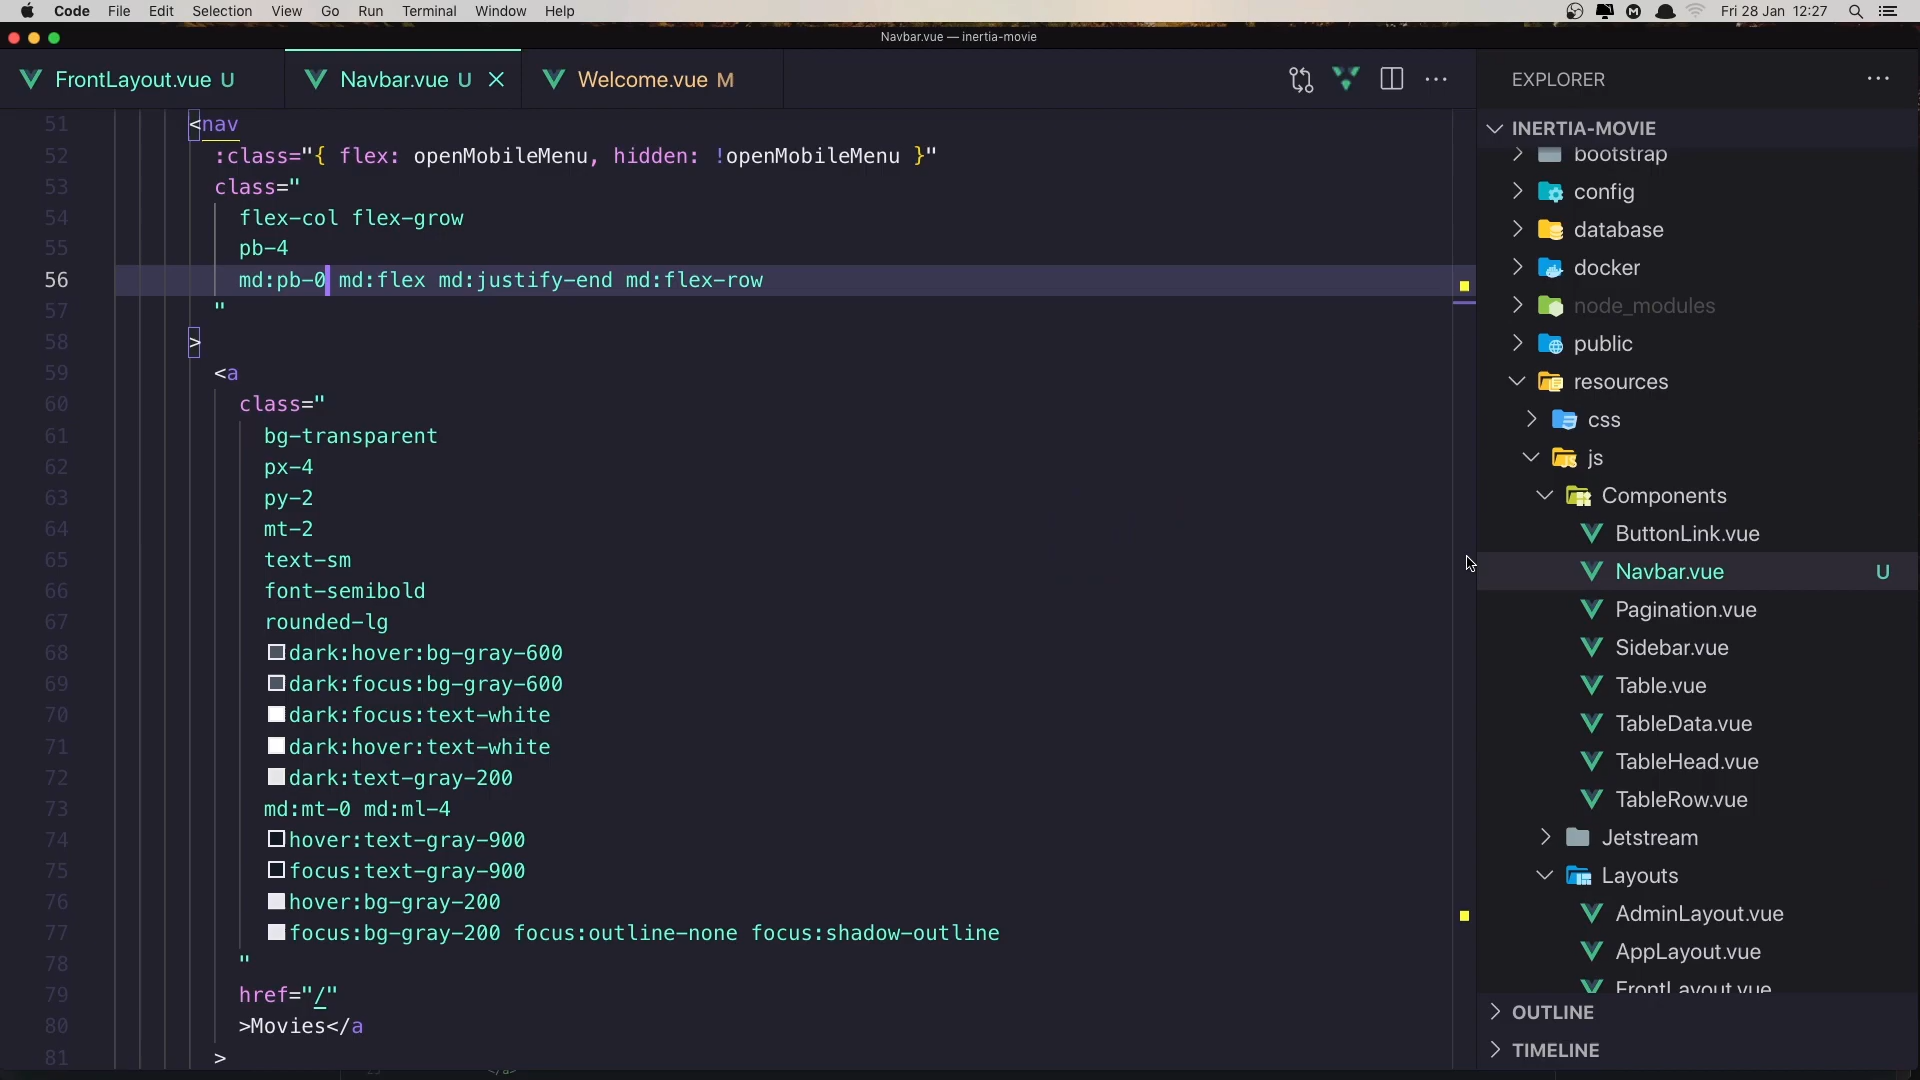 Code File Edit Selection View Go Run Terminal Window Help Fri 28 Jan 12:27
Navbar.vue — inertia-movie
FrontLayout.vue U Navbar.vue U Welcome.vue M
51 <nav
52 :class="{ flex: openMobileMenu, hidden: !openMobileMenu }"
53 class="
54 flex-col flex-grow
55 pb-4
56 md:pb-0 md:flex md:justify-end md:flex-row
57 "
58 >
59 <a
60 class="
61 bg-transparent
62 px-4
63 py-2
64 mt-2
65 text-sm
66 font-semibold
67 rounded-lg
68 dark:hover:bg-gray-600
69 dark:focus:bg-gray-600
70 dark:focus:text-white
71 dark:hover:text-white
72 dark:text-gray-200
73 md:mt-0 md:ml-4
74 hover:text-gray-900
75 focus:text-gray-900
76 hover:bg-gray-200
77 focus:bg-gray-200 focus:outline-none focus:shadow-outline
78 "
79 href="/"
80 >Movies</a
81 >
EXPLORER
INERTIA-MOVIE
bootstrap
config
database
docker
node_modules
public
resources
css
js
Components
ButtonLink.vue
Navbar.vue U
Pagination.vue
Sidebar.vue
Table.vue
TableData.vue
TableHead.vue
TableRow.vue
Jetstream
Layouts
AdminLayout.vue
AppLayout.vue
FrontLayout.vue
OUTLINE
TIMELINE